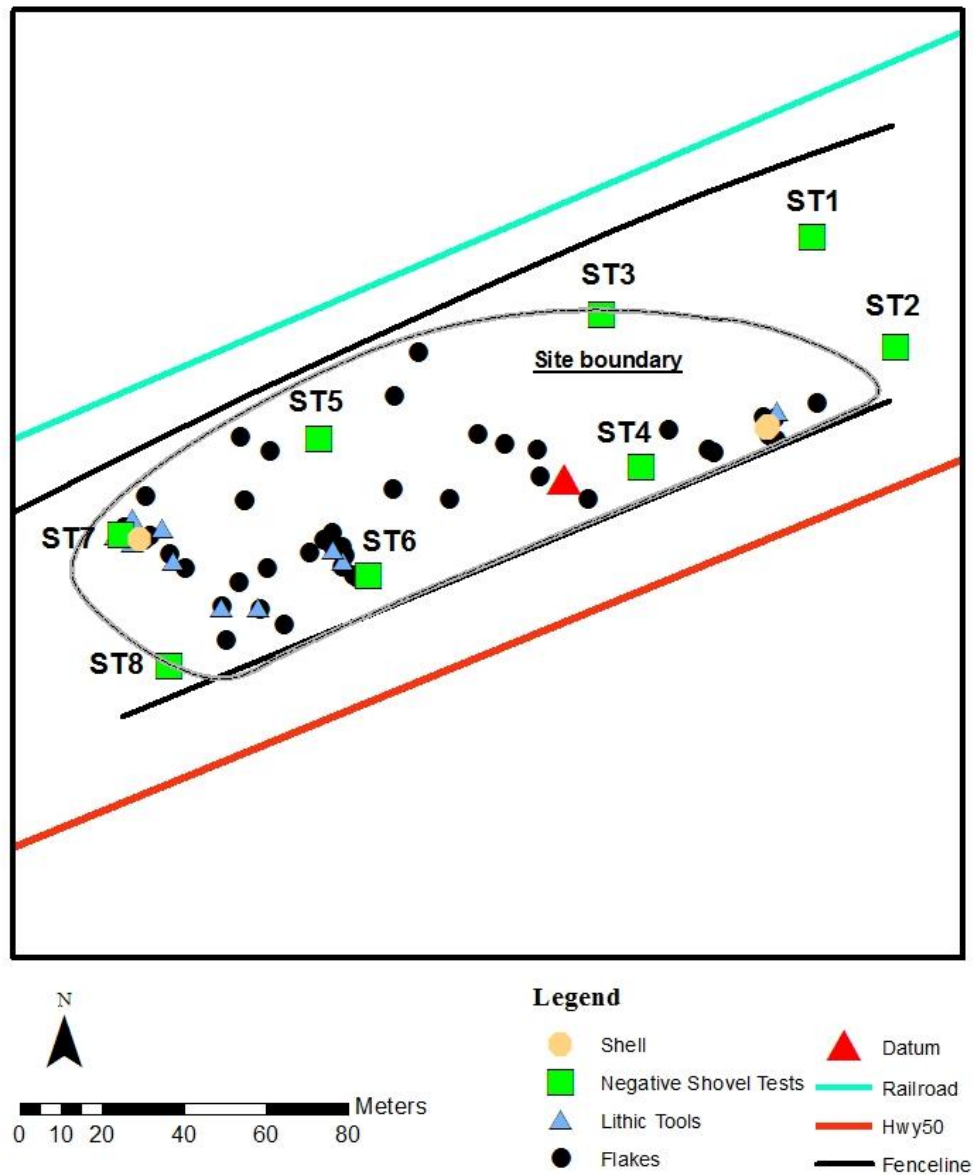 ST1
ST3
ST2
Site boundary
ST5
ST4
ST7
ST6
ST8
N
Meters
0 10 20 40 60 80
Legend
Shell
Negative Shovel Tests
Lithic Tools
Flakes
Datum
Railroad
Hwy50
Fenceline